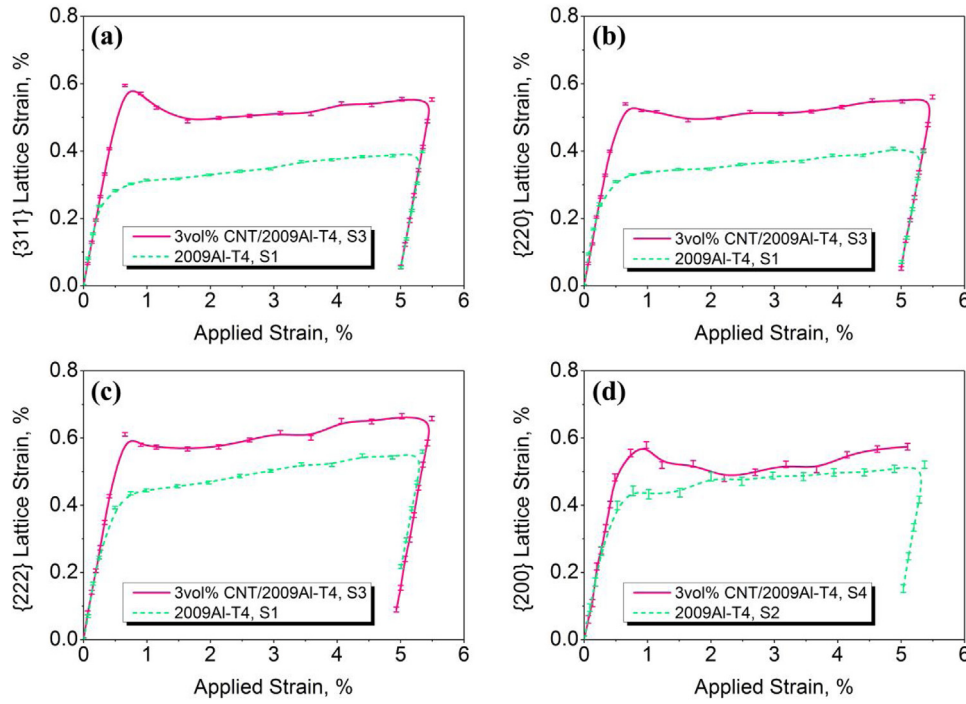 (a)
{311} Lattice Strain, %
0.8
0.6
0.4
0.2
0.0
3vol% CNT/2009Al-T4, S3
2009Al-T4, S1
0 1 2 3 4 5 6
Applied Strain, %
(b)
{220} Lattice Strain, %
0.8
0.6
0.4
0.2
0.0
3vol% CNT/2009Al-T4, S3
2009Al-T4, S1
0 1 2 3 4 5 6
Applied Strain, %
(c)
{222} Lattice Strain, %
0.8
0.6
0.4
0.2
0.0
3vol% CNT/2009Al-T4, S3
2009Al-T4, S1
0 1 2 3 4 5 6
Applied Strain, %
(d)
{200} Lattice Strain, %
0.8
0.6
0.4
0.2
0.0
3vol% CNT/2009Al-T4, S4
2009Al-T4, S2
0 1 2 3 4 5 6
Applied Strain, %